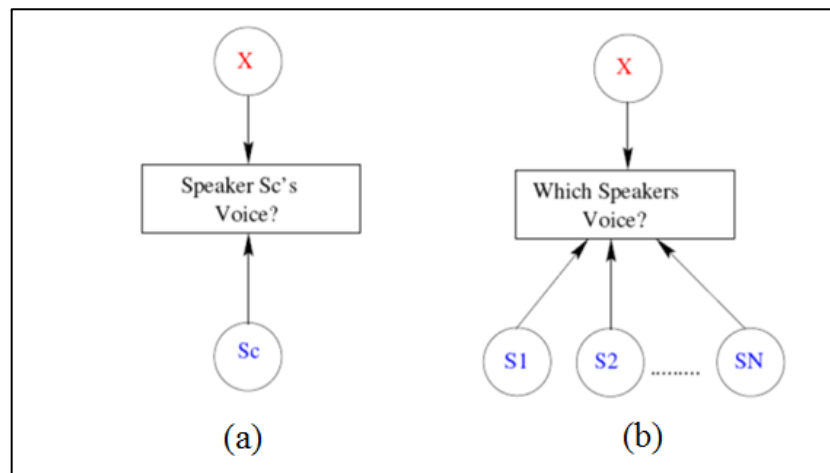 X
Speaker Sc's
Voice?
Sc
(a)
X
Which Speakers
Voice?
S1 S2 ......... SN
(b)